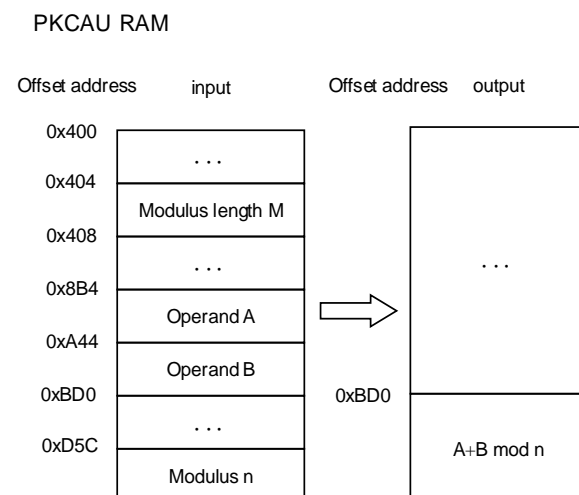 PKCAU RAM
Offset address input Offset address output
0x400
...
0x404
Modulus length M
0x408
...
...
0x8B4
Operand A
0xA44
Operand B
0xBD0 0xBD0
...
A+B mod n
0xD5C
Modulus n